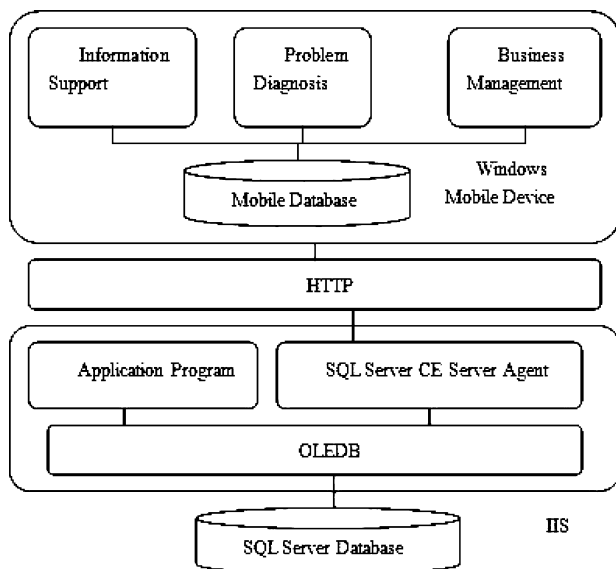 Information
Support
Problem
Diagnosis
Business
Management
Mobile Database
Windows
Mobile Device
HTTP
Application Program
SQL Server CE Server Agent
OLEDB
SQL Server Database
IIS